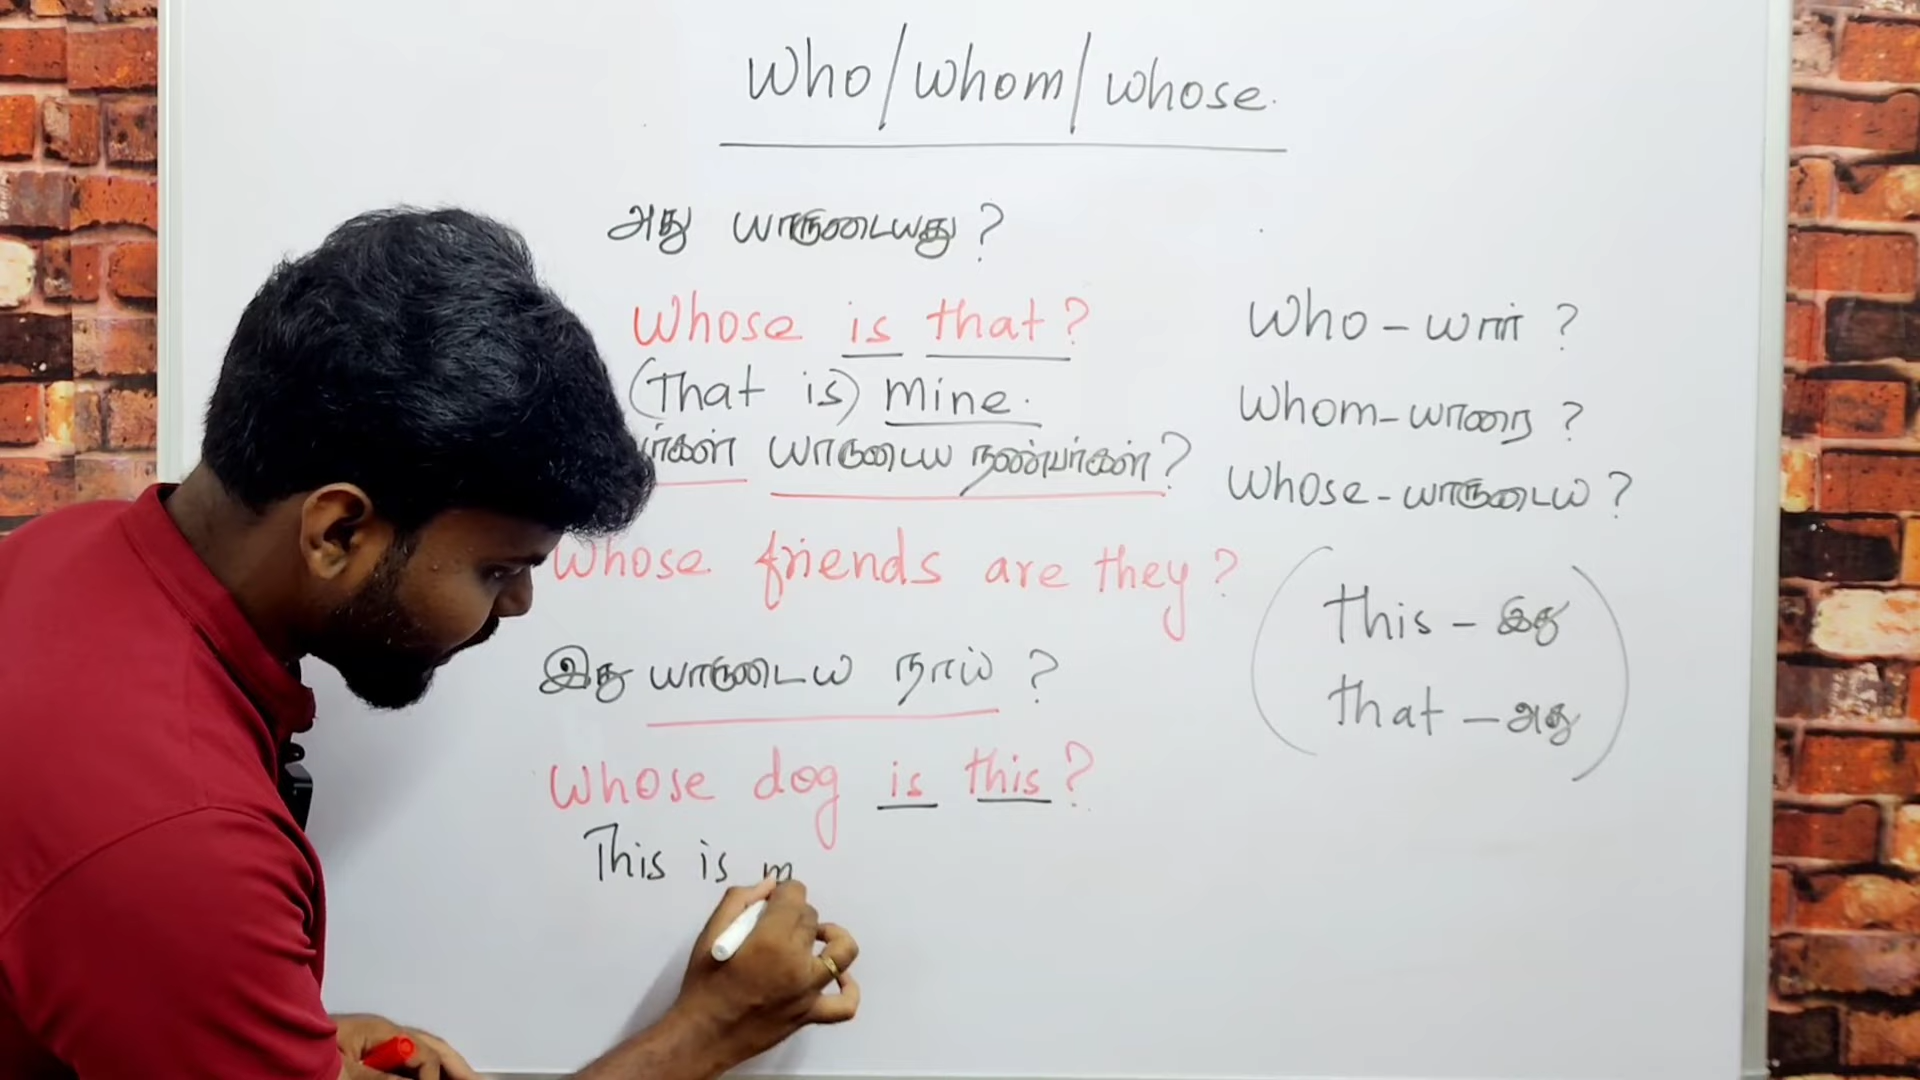 Who/whom/whose.
அது யாருடையது?
Whose is that?
(That is) mine.
யாருடைய நண்பர்கள்?
Whose friends are they?
இது யாருடைய நாய்?
Whose dog is this?
This is m
Who - யார்?
Whom - யாரை?
Whose - யாருடைய?
this - இது
that - அது